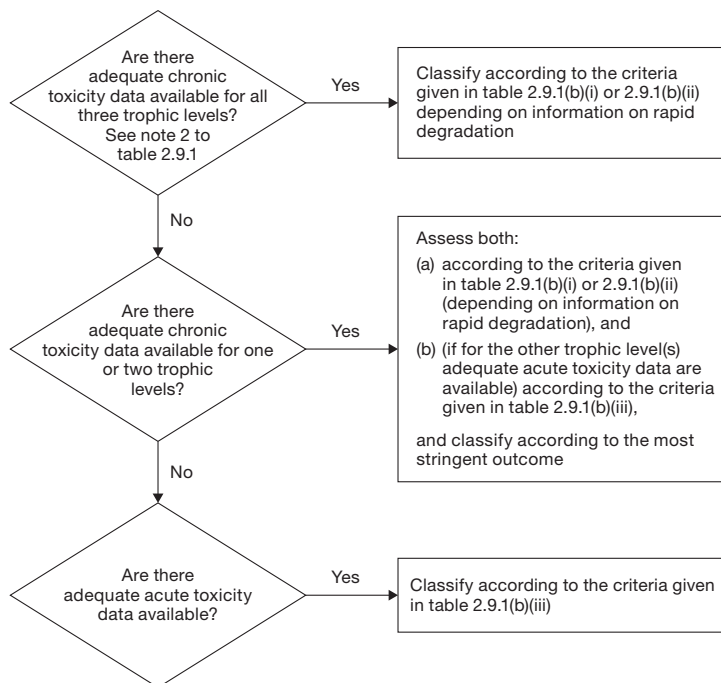 Are there
adequate chronic
toxicity data available for all
three trophic levels?
See note 2 to
table 2.9.1
Yes
Classify according to the criteria
given in table 2.9.1(b)(i) or 2.9.1(b)(ii)
depending on information on rapid
degradation
No
Are there
adequate chronic
toxicity data available for one
or two trophic
levels?
Yes
Assess both:
(a) according to the criteria given
in table 2.9.1(b)(i) or 2.9.1(b)(ii)
(depending on information on
rapid degradation), and
(b) (if for the other trophic level(s)
adequate acute toxicity data are
available) according to the criteria
given in table 2.9.1(b)(iii),
and classify according to the most
stringent outcome
No
Are there
adequate acute toxicity
data available?
Yes
Classify according to the criteria given
in table 2.9.1(b)(iii)